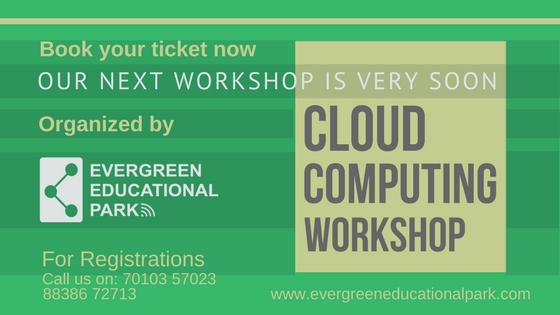 Book your ticket now
OUR NEXT WORKSHOP IS VERY SOON
Organized by
EVERGREEN
EDUCATIONAL
PARK
CLOUD
COMPUTING
WORKSHOP
For Registrations
Call us on: 70103 57023
88386 72713
www.evergreeneducationalpark.com